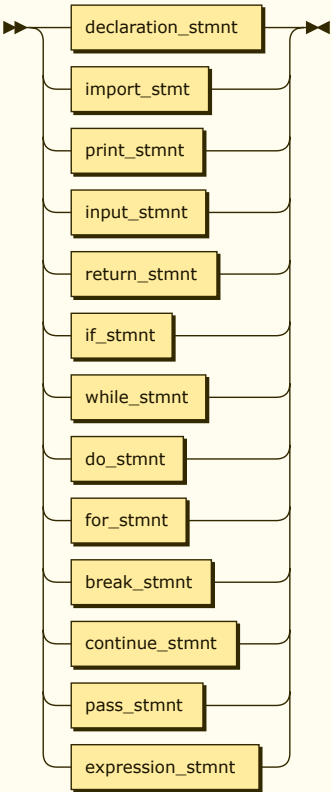 declaration_stmnt
import_stmt
print_stmnt
input_stmnt
return_stmnt
if_stmnt
while_stmnt
do_stmnt
for_stmnt
break_stmnt
continue_stmnt
pass_stmnt
expression_stmnt